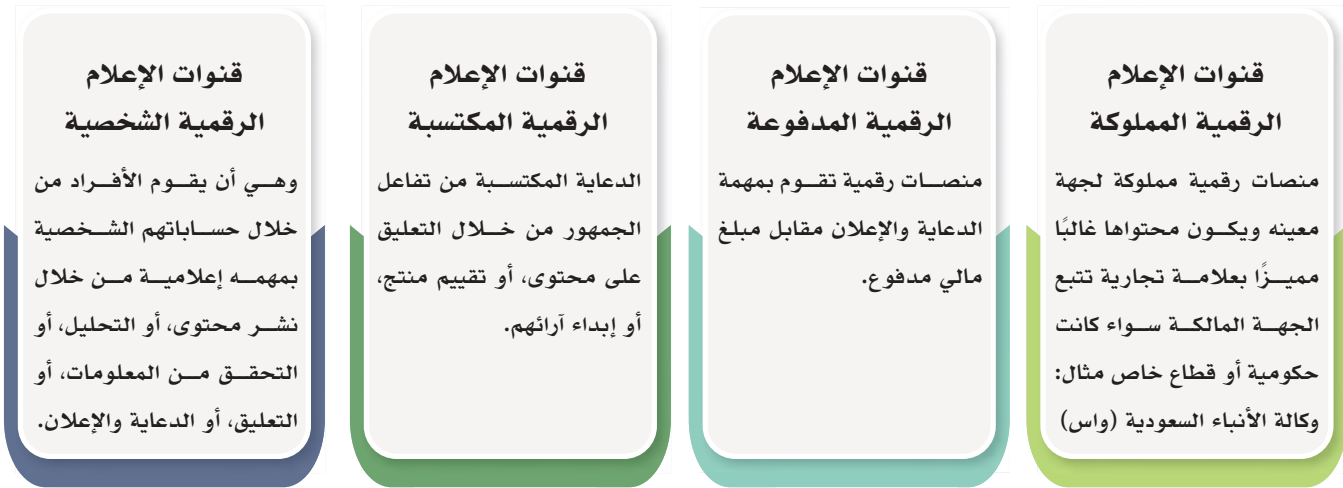 قنوات الإعلام
الرقمية المملوكة
منصات رقمية مملوكة لجهة
معينه ويكون محتواها غالبًا
مميزًا بعلامة تجارية تتبع
الجهة المالكة سواء كانت
حكومية أو قطاع خاص مثال:
وكالة الأنباء السعودية (واس)
قنوات الإعلام
الرقمية المدفوعة
منصات رقمية تقوم بمهمة
الدعاية والإعلان مقابل مبلغ
مالي مدفوع.
قنوات الإعلام
الرقمية المكتسبة
الدعاية المكتسبة من تفاعل
الجمهور من خلال التعليق
على محتوى، أو تقييم منتج،
أو إبداء آرائهم.
قنوات الإعلام
الرقمية الشخصية
وهي أن يقوم الأفراد من
خلال حساباتهم الشخصية
بمهمه إعلامية من خلال
نشر محتوى، أو التحليل، أو
التحقق من المعلومات، أو
التعليق، أو الدعاية والإعلان.